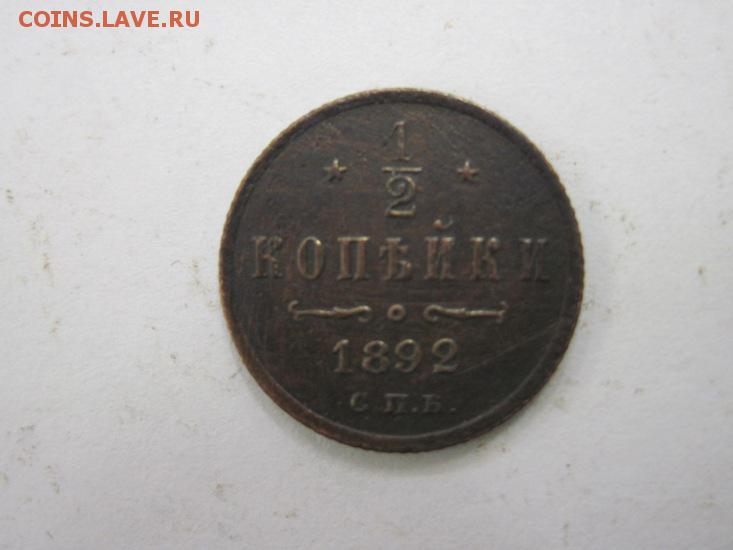 COINS.LAVE.RU
1
2
КОПѢЙКИ
1892
С.П.Б.